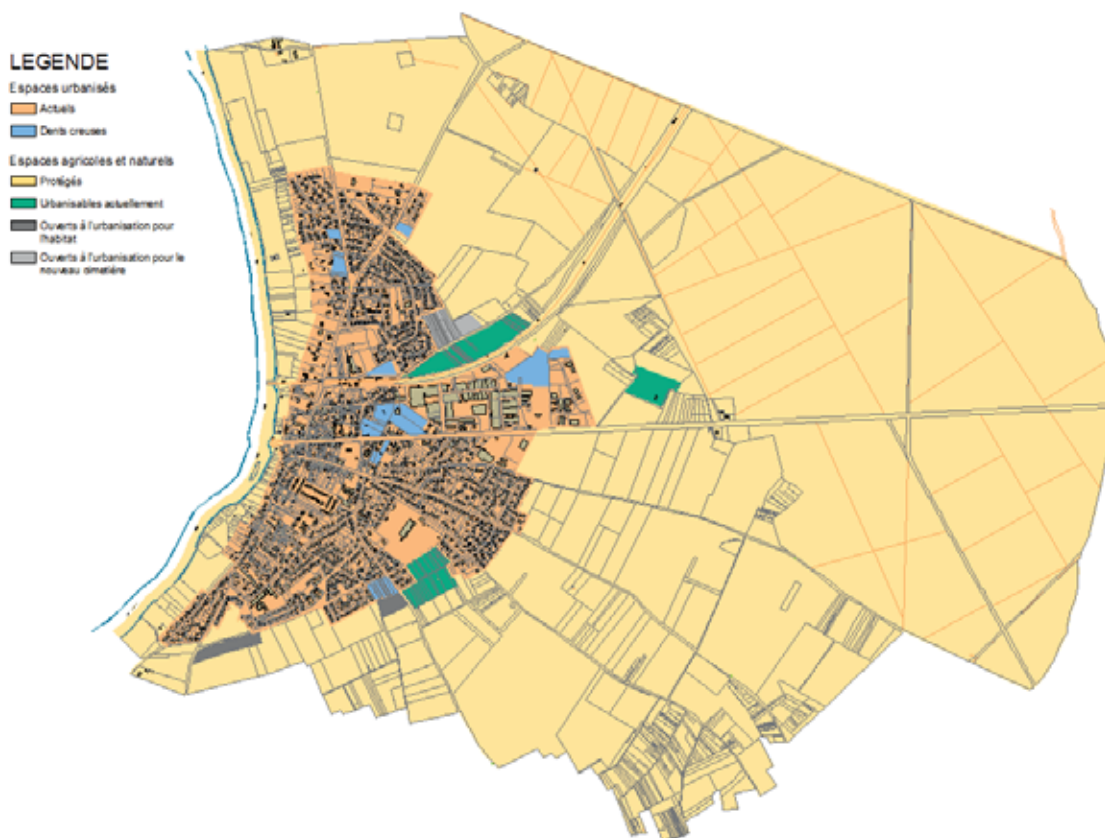 LEGENDE
Espaces urbanisés
Actuels
Dents creuses
Espaces agricoles et naturels
Protégés
Urbanisables actuellement
Ouverts à l'urbanisation pour
l'habitat
Ouverts à l'urbanisation pour le
nouveau cimetière